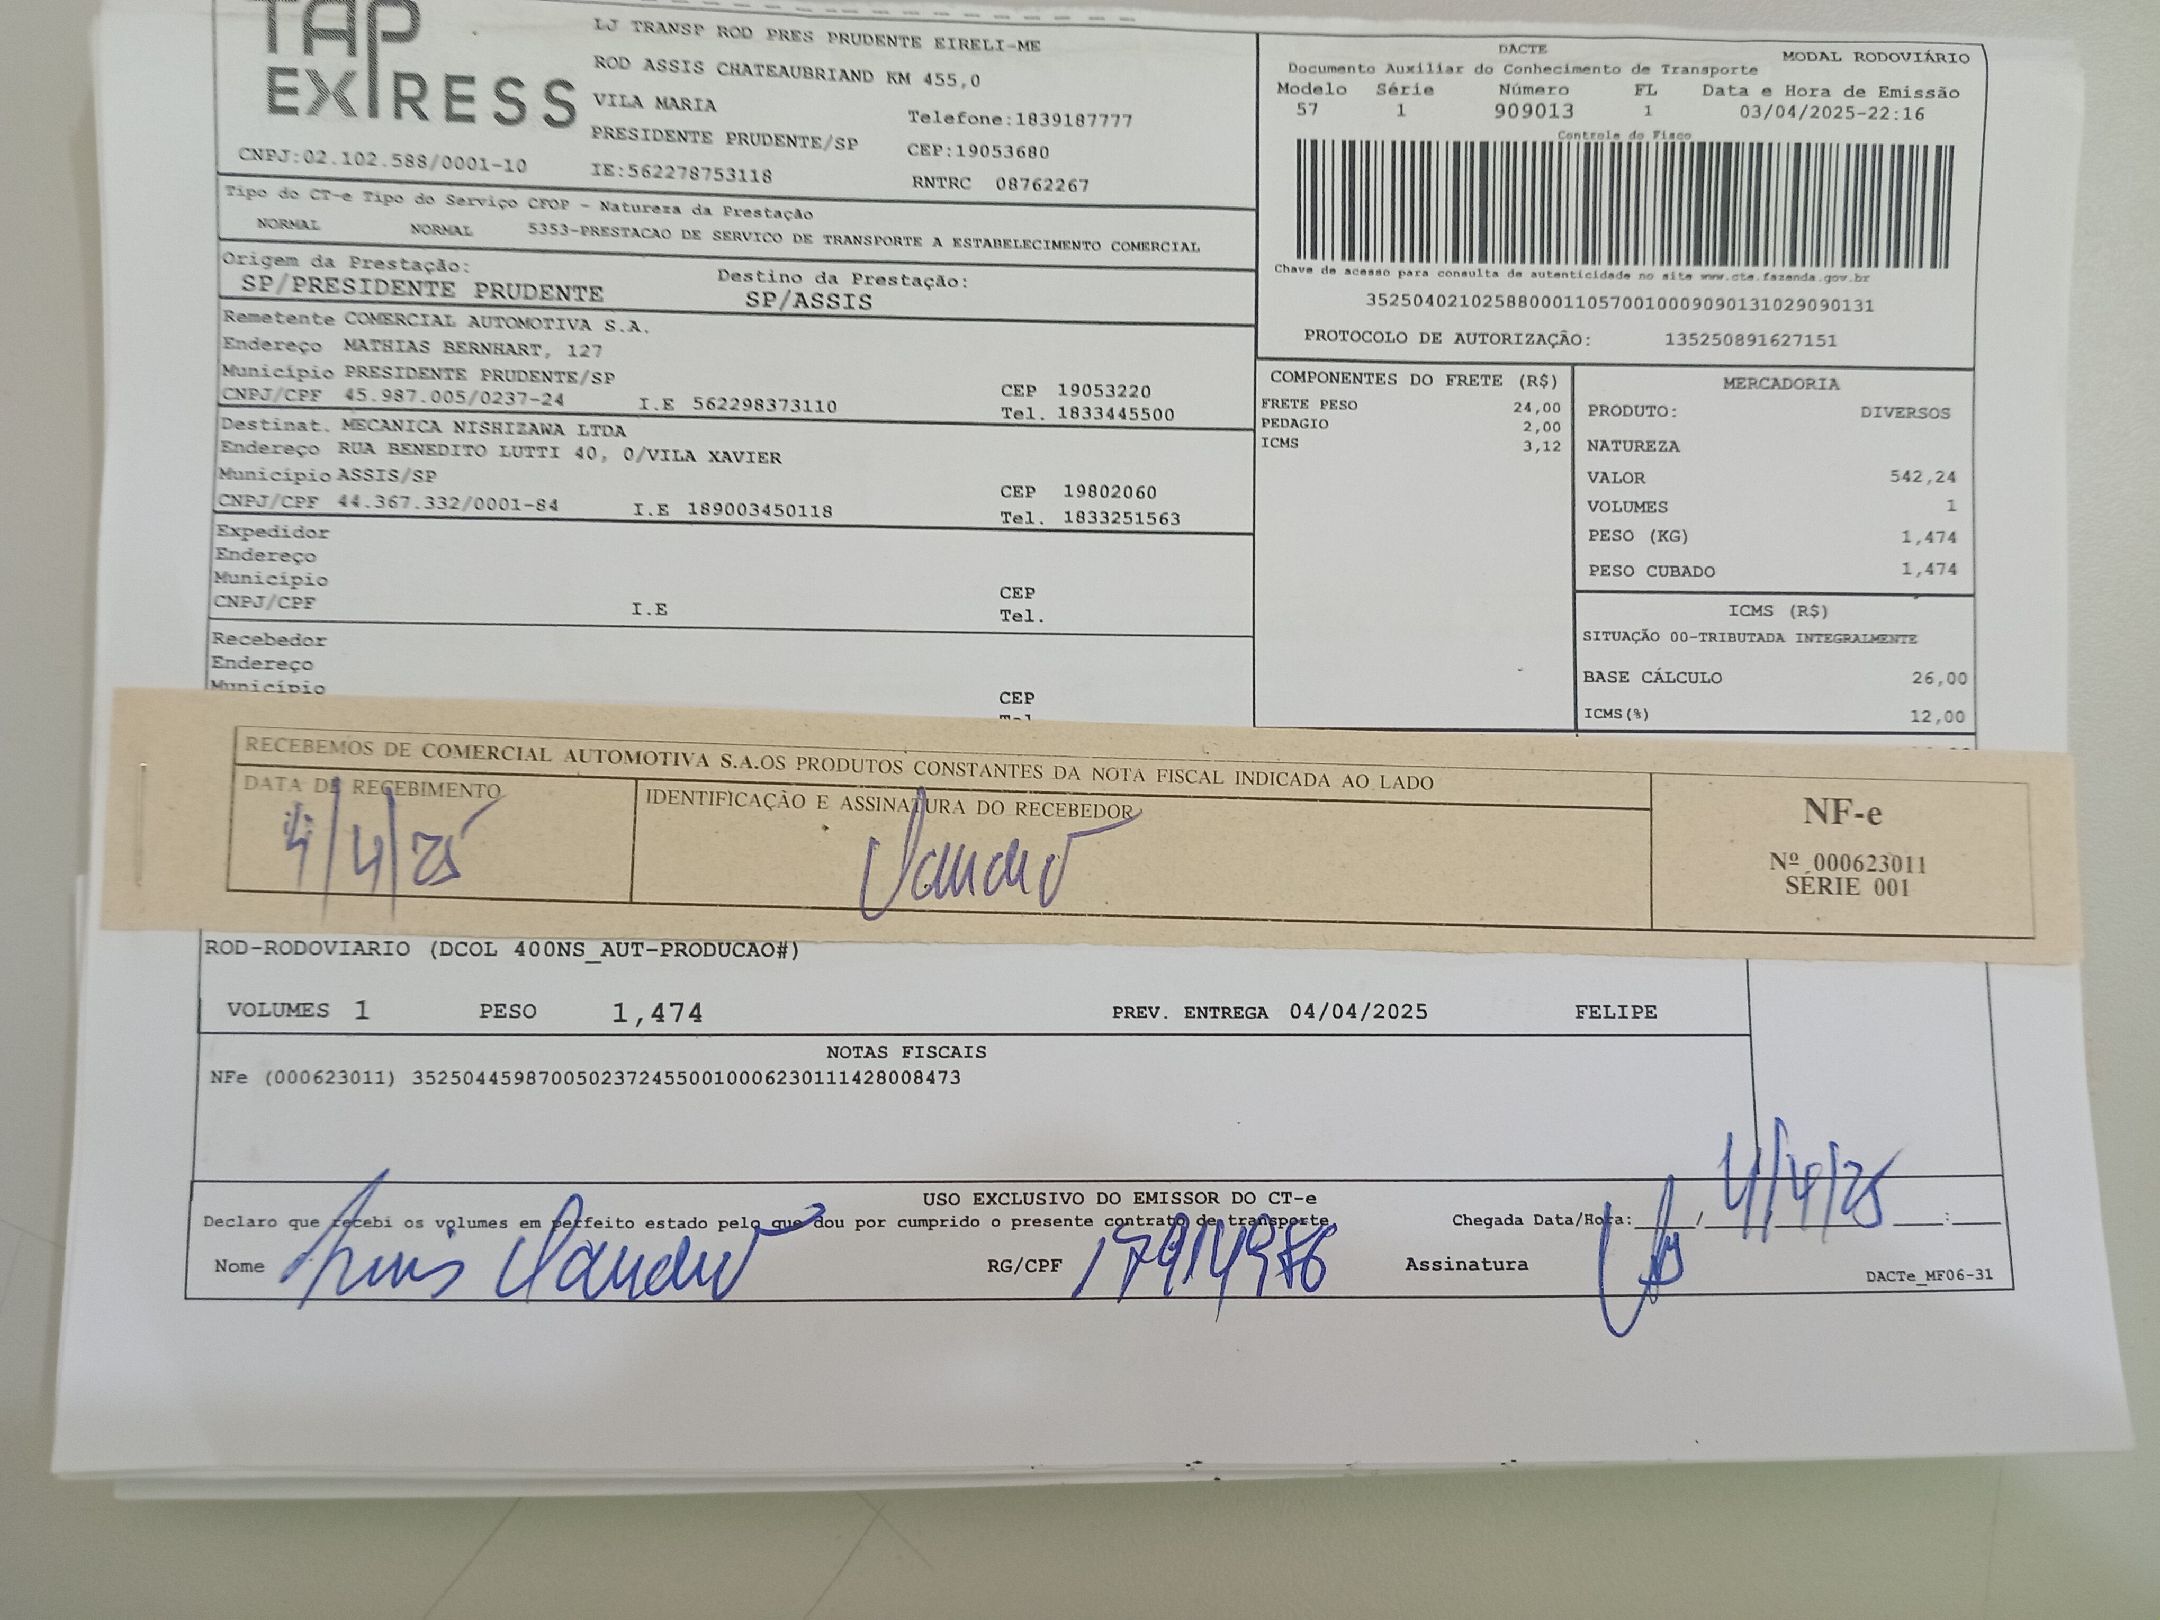 TAP
EXPRESS
LJ TRANSP ROD PRES PRUDENTE EIRELI-ME
ROD ASSIS CHATEAUBRIAND KM 455,0
VILA MARIA
Telefone:1839187777
PRESIDENTE PRUDENTE/SP
CEP:19053680
CNPJ:02.102.588/0001-10
IE:562278753118
RNTRC 08762267
DACTE
MODAL RODOVIÁRIO
Documento Auxiliar do Conhecimento de Transporte
Modelo Série Número FL Data e Hora de Emissão
57 1 909013 1 03/04/2025-22:16
Controle do Fisco
Chave de acesso para consulta de autenticidade no site www.cte.fazenda.gov.br
35250402102588000110570010009090131029090131
PROTOCOLO DE AUTORIZAÇÃO: 135250891627151
Tipo do CT-e Tipo do Serviço CFOP - Natureza da Prestação
NORMAL NORMAL 5353-PRESTACAO DE SERVICO DE TRANSPORTE A ESTABELECIMENTO COMERCIAL
Origem da Prestação: Destino da Prestação:
SP/PRESIDENTE PRUDENTE SP/ASSIS
Remetente COMERCIAL AUTOMOTIVA S.A.
Endereço MATHIAS BERNHART, 127
Município PRESIDENTE PRUDENTE/SP CEP 19053220
CNPJ/CPF 45.987.005/0237-24 I.E 562298373110 Tel. 1833445500
Destinat. MECANICA NISHIZAWA LTDA
Endereço RUA BENEDITO LUTTI 40, 0/VILA XAVIER
Município ASSIS/SP CEP 19802060
CNPJ/CPF 44.367.332/0001-84 I.E 189003450118 Tel. 1833251563
Expedidor
Endereço
Município CEP
CNPJ/CPF I.E Tel.
Recebedor
Endereço
Município CEP
Tel
COMPONENTES DO FRETE (R$)
FRETE PESO 24,00
PEDAGIO 2,00
ICMS 3,12
MERCADORIA
PRODUTO: DIVERSOS
NATUREZA
VALOR 542,24
VOLUMES 1
PESO (KG) 1,474
PESO CUBADO 1,474
ICMS (R$)
SITUAÇÃO 00-TRIBUTADA INTEGRALMENTE
BASE CÁLCULO 26,00
ICMS(%) 12,00
RECEBEMOS DE COMERCIAL AUTOMOTIVA S.A.OS PRODUTOS CONSTANTES DA NOTA FISCAL INDICADA AO LADO
DATA DE RECEBIMENTO
4/4/25
IDENTIFICAÇÃO E ASSINATURA DO RECEBEDOR
NF-e
Nº 000623011
SÉRIE 001
ROD-RODOVIARIO (DCOL 400NS_AUT-PRODUCAO#)
VOLUMES 1 PESO 1,474 PREV. ENTREGA 04/04/2025 FELIPE
NOTAS FISCAIS
NFe (000623011) 35250445987005023724550010006230111428008473
USO EXCLUSIVO DO EMISSOR DO CT-e
Declaro que recebi os volumes em perfeito estado pelo que dou por cumprido o presente contrato de transporte
Chegada Data/Hora:____/____ ____:____
4/4/25
Nome Luis RG/CPF 17914976 Assinatura
DACTe_MF06-31